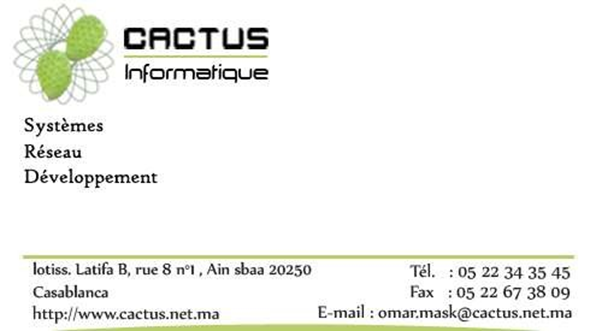 CACTUS
Informatique
Systèmes
Réseau
Développement
lotiss. Latifa B, rue 8 n°1 , Ain sbaa 20250
Casablanca
http://www.cactus.net.ma
Tél. : 05 22 34 35 45
Fax : 05 22 67 38 09
E-mail : omar.mask@cactus.net.ma